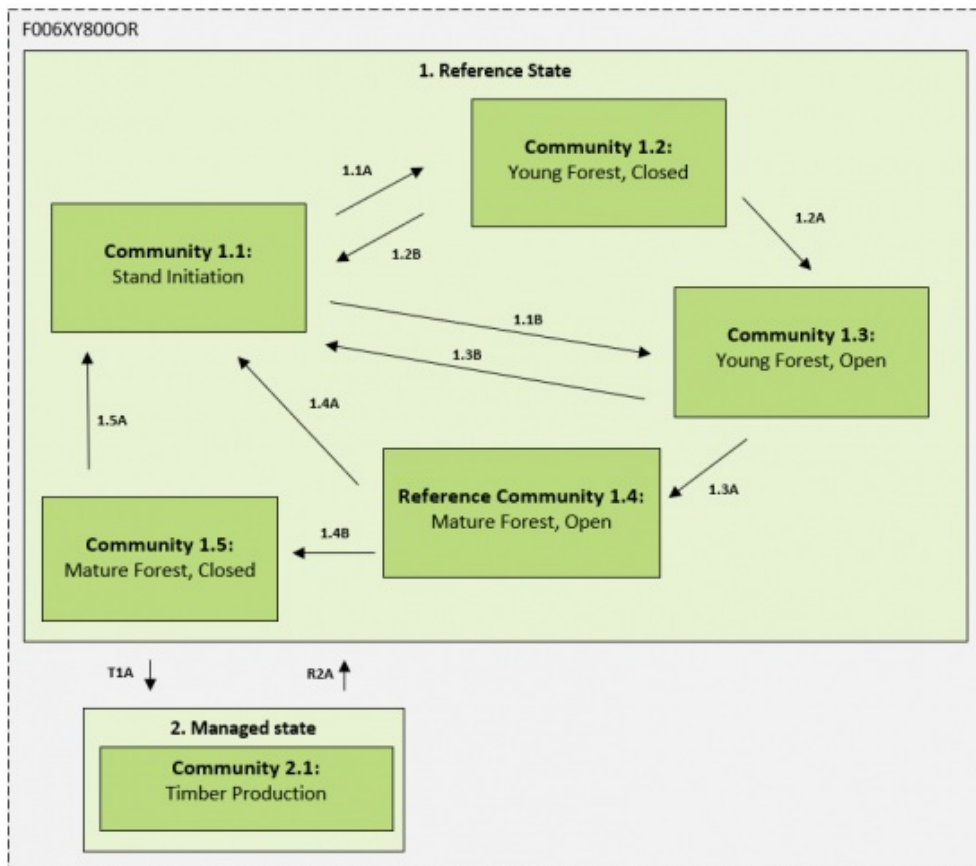 F006XY800OR
1. Reference State
Community 1.2:
Young Forest, Closed
1.1A
1.2A
Community 1.1:
Stand Initiation
1.2B
1.1B
Community 1.3:
Young Forest, Open
1.3B
1.4A
1.5A
Reference Community 1.4:
Mature Forest, Open
1.3A
Community 1.5:
Mature Forest, Closed
1.4B
T1A
R2A
2. Managed state
Community 2.1:
Timber Production